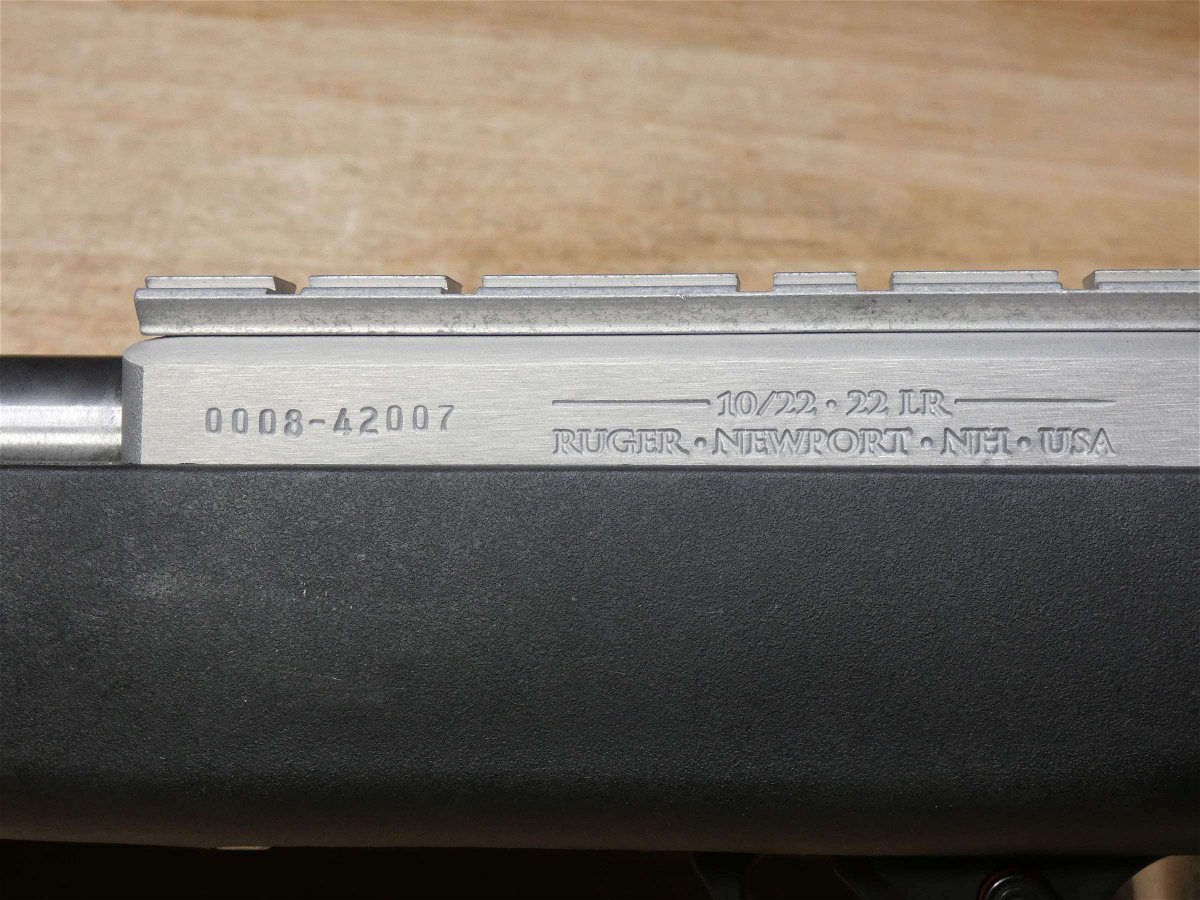 0008-42007
10/22 • 22 LR
RUGER • NEWPORT • NH • USA